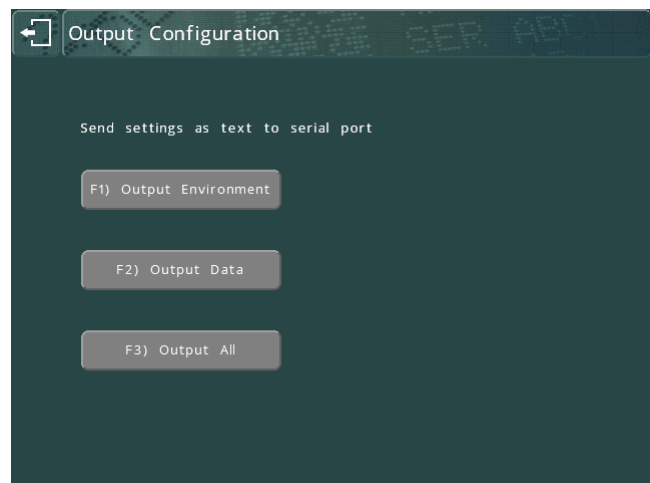 Output Configuration
Send settings as text to serial port
F1) Output Environment
F2) Output Data
F3) Output All